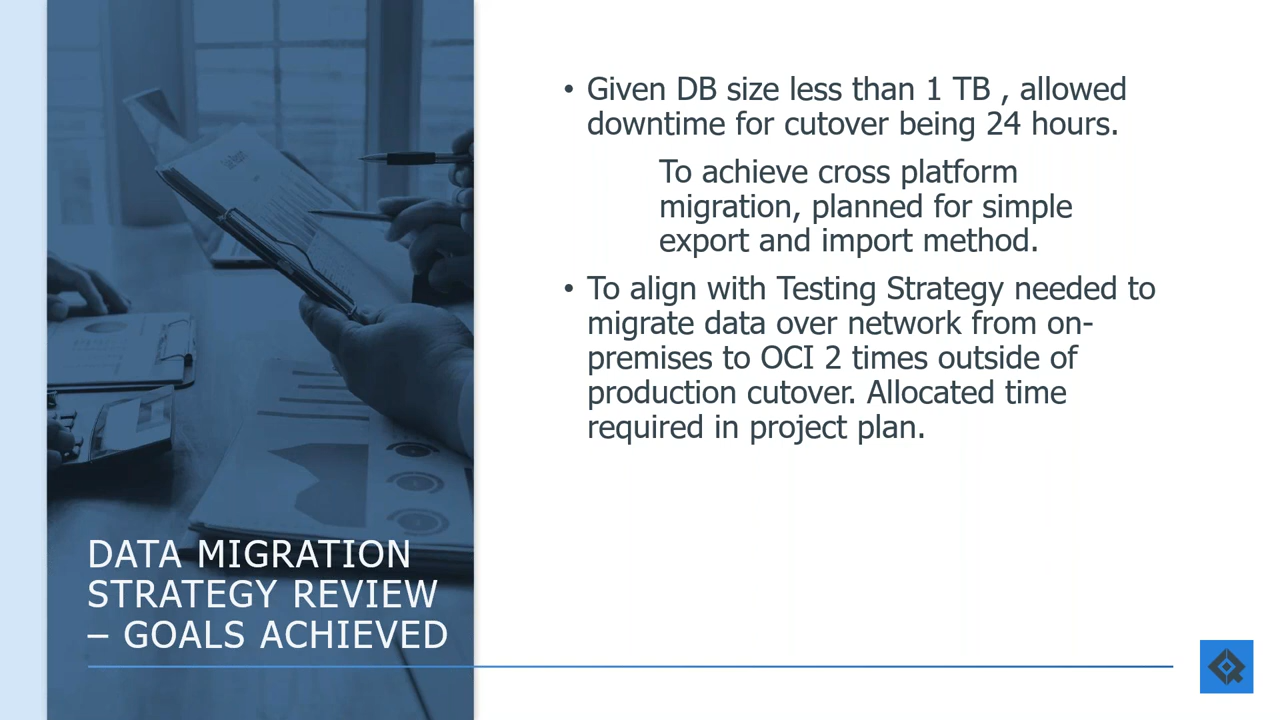 DATA MIGRATION
STRATEGY REVIEW
– GOALS ACHIEVED
• Given DB size less than 1 TB , allowed
downtime for cutover being 24 hours.
To achieve cross platform
migration, planned for simple
export and import method.
• To align with Testing Strategy needed to
migrate data over network from on-
premises to OCI 2 times outside of
production cutover. Allocated time
required in project plan.